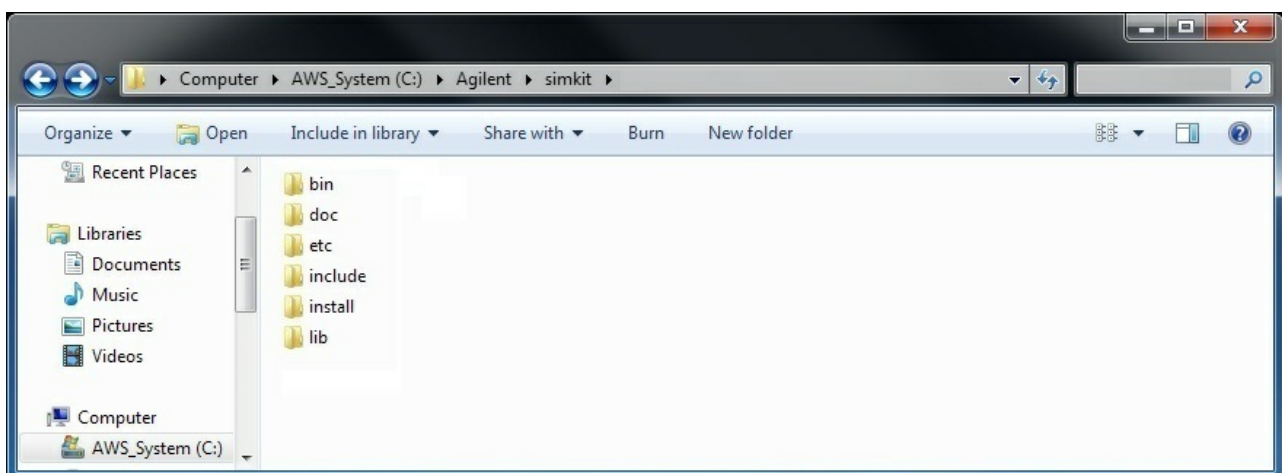 Computer AWS_System (C:) Agilent simkit
Organize Open Include in library Share with Burn New folder
Recent Places
Libraries
Documents
Music
Pictures
Videos
Computer
AWS_System (C:)
bin
doc
etc
include
install
lib